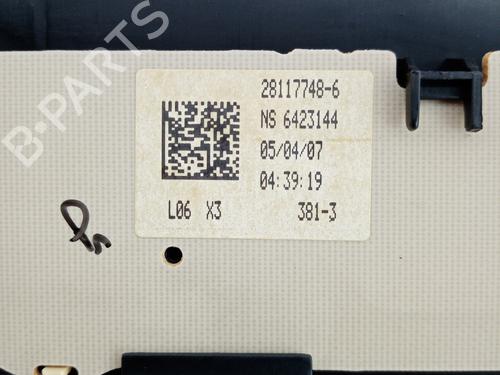 B-PARTS
28117748-6
NS 6423144
05/04/07
04:39:19
L06 X3 381-3